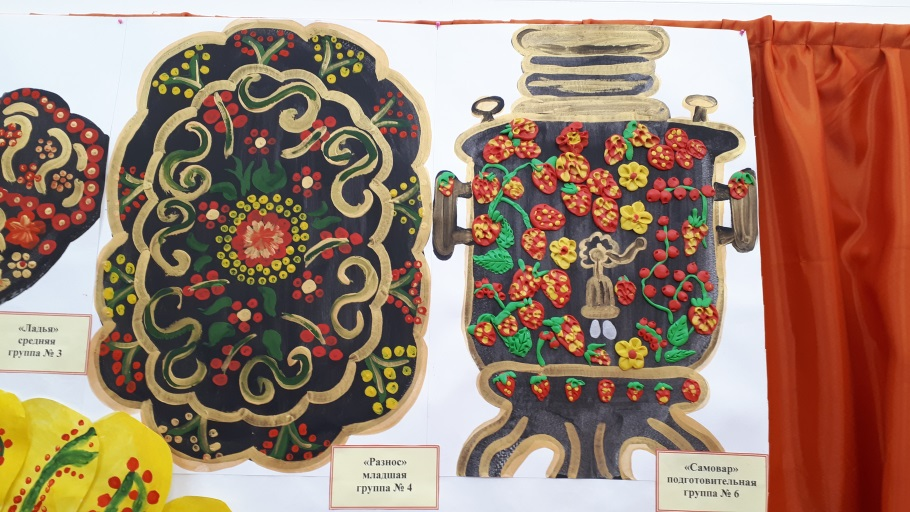 «Ладья»
средняя
группа № 3
«Разнос»
младшая
группа № 4
«Самовар»
подготовительная
группа № 6